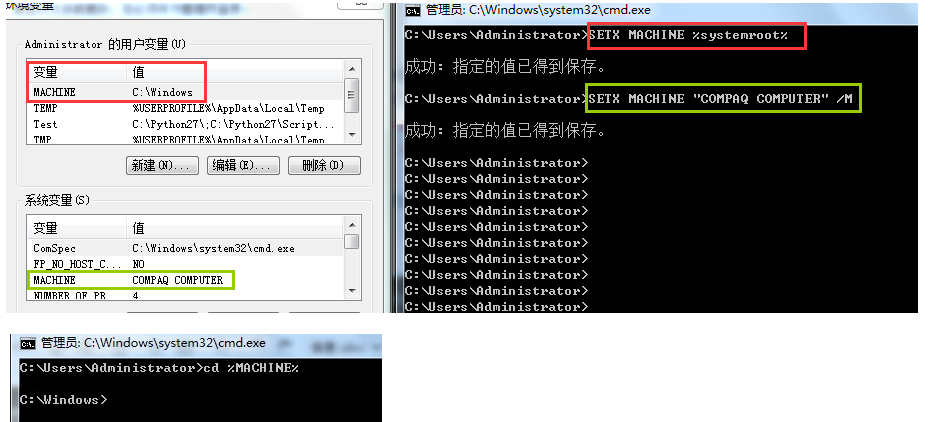 环境变量
Administrator 的用户变量(U)
变量 值
MACHINE C:\Windows
TEMP %USERPROFILE%\AppData\Local\Temp
Test C:\Python27\;C:\Python27\Script...
TMP %USERPROFILE%\AppData\Local\Temp
新建(N)... 编辑(E)... 删除(D)
系统变量(S)
变量 值
ComSpec C:\Windows\system32\cmd.exe
FP_NO_HOST_C... NO
MACHINE COMPAQ COMPUTER
NUMBER_OF_PR... 4
管理员: C:\Windows\system32\cmd.exe
C:\Users\Administrator>SETX MACHINE %systemroot%
成功: 指定的值已得到保存。
C:\Users\Administrator>SETX MACHINE "COMPAQ COMPUTER" /M
成功: 指定的值已得到保存。
C:\Users\Administrator>
C:\Users\Administrator>
C:\Users\Administrator>
C:\Users\Administrator>
C:\Users\Administrator>
C:\Users\Administrator>
C:\Users\Administrator>
C:\Users\Administrator>
C:\Users\Administrator>
C:\Users\Administrator>
管理员: C:\Windows\system32\cmd.exe
C:\Users\Administrator>cd %MACHINE%
C:\Windows>